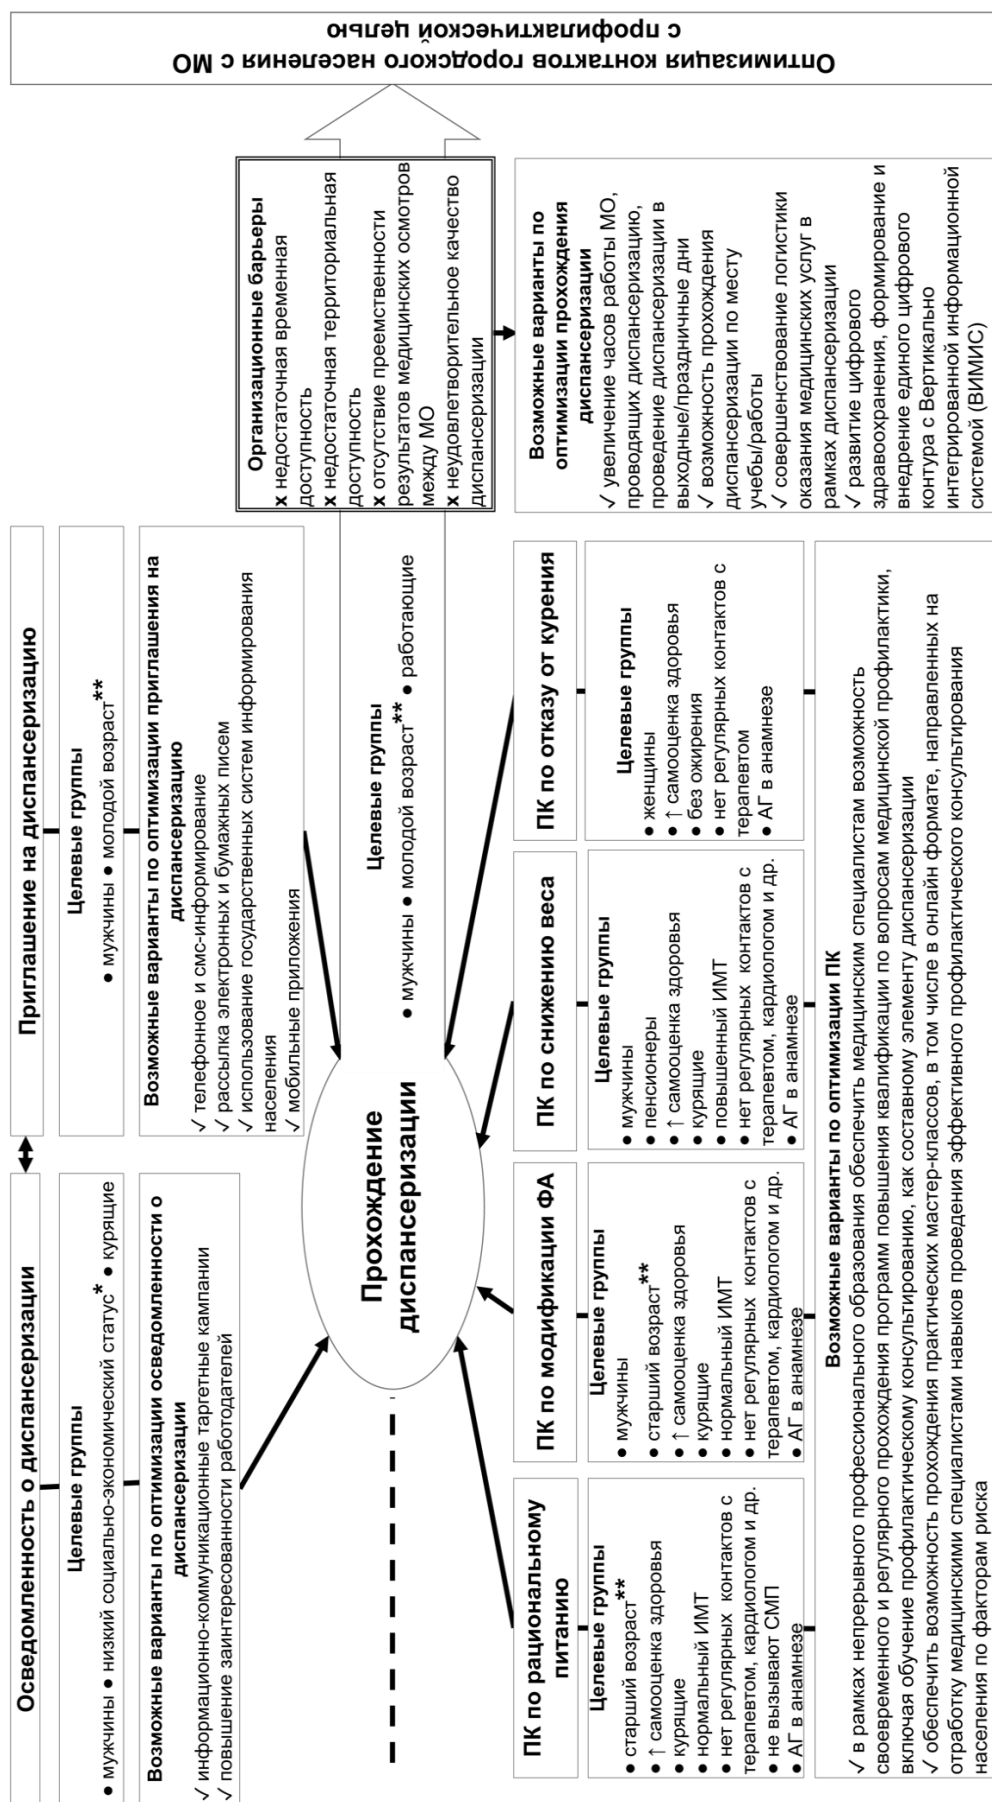 Осведомленность о диспансеризации
Целевые группы
● мужчины ● низкий социально-экономический статус* ● курящие
Возможные варианты по оптимизации осведомленности о
диспансеризации
✓ информационно-коммуникационные таргетные кампании
✓ повышение заинтересованности работодателей
Приглашение на диспансеризацию
Целевые группы
● мужчины ● молодой возраст**
Возможные варианты по оптимизации приглашения на
диспансеризацию
✓ телефонное и смс-информирование
✓ рассылка электронных и бумажных писем
✓ использование государственных систем информирования
населения
✓ мобильные приложения
Прохождение
диспансеризации
Целевые группы
● мужчины ● молодой возраст** ● работающие
Организационные барьеры
х недостаточная временная
доступность
х недостаточная территориальная
доступность
х отсутствие преемственности
результатов медицинских осмотров
между МО
х неудовлетворительное качество
диспансеризации
Возможные варианты по
оптимизации прохождения
диспансеризации
✓ увеличение часов работы МО,
проводящих диспансеризацию,
проведение диспансеризации в
выходные/праздничные дни
✓ возможность прохождения
диспансеризации по месту
учебы/работы
✓ совершенствование логистики
оказания медицинских услуг в
рамках диспансеризации
✓ развитие цифрового
здравоохранения, формирование и
внедрение единого цифрового
контура с Вертикально
интегрированной информационной
системой (ВИМИС)
Оптимизация контактов городского населения с МО
с профилактической целью
ПК по рациональному
питанию
Целевые группы
● старший возраст**
● ↑ самооценка здоровья
● курящие
● нормальный ИМТ
● нет регулярных контактов с
терапевтом, кардиологом и др.
● не вызывают СМП
● АГ в анамнезе
ПК по модификации ФА
Целевые группы
● мужчины
● старший возраст**
● ↑ самооценка здоровья
● курящие
● нормальный ИМТ
● нет регулярных контактов с
терапевтом, кардиологом и др.
● АГ в анамнезе
ПК по снижению веса
Целевые группы
● мужчины
● пенсионеры
● ↑ самооценка здоровья
● курящие
● повышенный ИМТ
● нет регулярных контактов с
терапевтом, кардиологом и др.
● АГ в анамнезе
ПК по отказу от курения
Целевые группы
● женщины
● ↑ самооценка здоровья
● без ожирения
● нет регулярных контактов с
терапевтом
● АГ в анамнезе
Возможные варианты по оптимизации ПК
✓ в рамках непрерывного профессионального образования обеспечить медицинским специалистам возможность
своевременного и регулярного прохождения программ повышения квалификации по вопросам медицинской профилактики,
включая обучение профилактическому консультированию, как составному элементу диспансеризации
✓ обеспечить возможность прохождения практических мастер-классов, в том числе в онлайн формате, направленных на
отработку медицинскими специалистами навыков проведения эффективного профилактического консультирования
населения по факторам риска